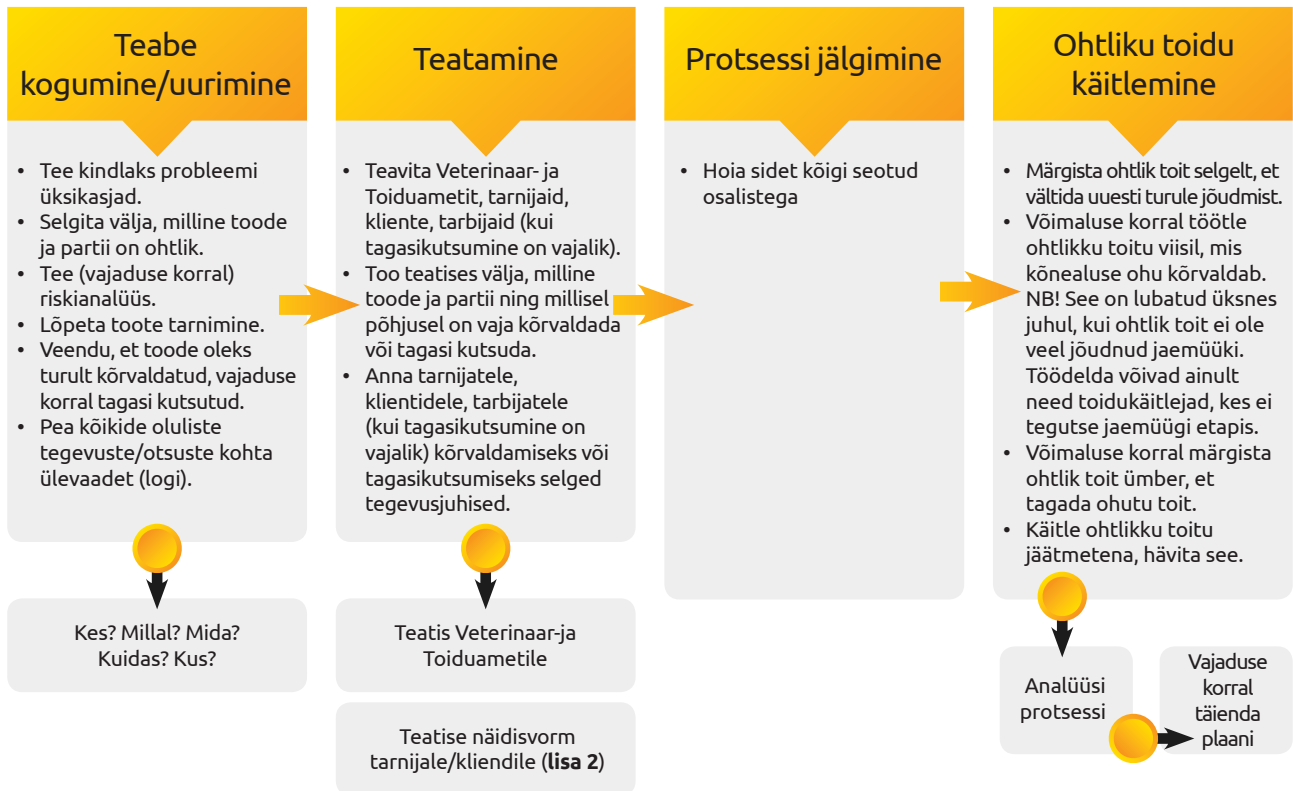 Teabe
kogumine/uurimine
• Tee kindlaks probleemi
üksikasjad.
• Selgita välja, milline toode
ja partii on ohtlik.
• Tee (vajaduse korral)
riskianalüüs.
• Lõpeta toote tarnimine.
• Veendu, et toode oleks
turult kõrvaldatud, vajaduse
korral tagasi kutsutud.
• Pea kõikide oluliste
tegevuste/otsuste kohta
ülevaadet (logi).
Kes? Millal? Mida?
Kuidas? Kus?
Teatamine
• Teavita Veterinaar- ja
Toiduametit, tarnijaid,
kliente, tarbijaid (kui
tagasikutsumine on vajalik).
• Too teatises välja, milline
toode ja partii ning millisel
põhjusel on vaja kõrvaldada
või tagasi kutsuda.
• Anna tarnijatele,
klientidele, tarbijatele
(kui tagasikutsumine on
vajalik) kõrvaldamiseks või
tagasikutsumiseks selged
tegevusjuhised.
Teatis Veterinaar-ja
Toiduametile
Teatise näidisvorm
tarnijale/kliendile (lisa 2)
Protsessi jälgimine
• Hoia sidet kõigi seotud
osalistega
Ohtliku toidu
käitlemine
• Märgista ohtlik toit selgelt, et
vältida uuesti turule jõudmist.
• Võimaluse korral töötle
ohtlikku toitu viisil, mis
kõnealuse ohu kõrvaldab.
NB! See on lubatud üksnes
juhul, kui ohtlik toit ei ole
veel jõudnud jaemüüki.
Töödelda võivad ainult
need toidukäitlejad, kes ei
tegutse jaemüügi etapis.
• Võimaluse korral märgista
ohtlik toit ümber, et
tagada ohutu toit.
• Käitle ohtlikku toitu
jäätmetena, hävita see.
Analüüsi
protsessi
Vajaduse
korral
täienda
plaani